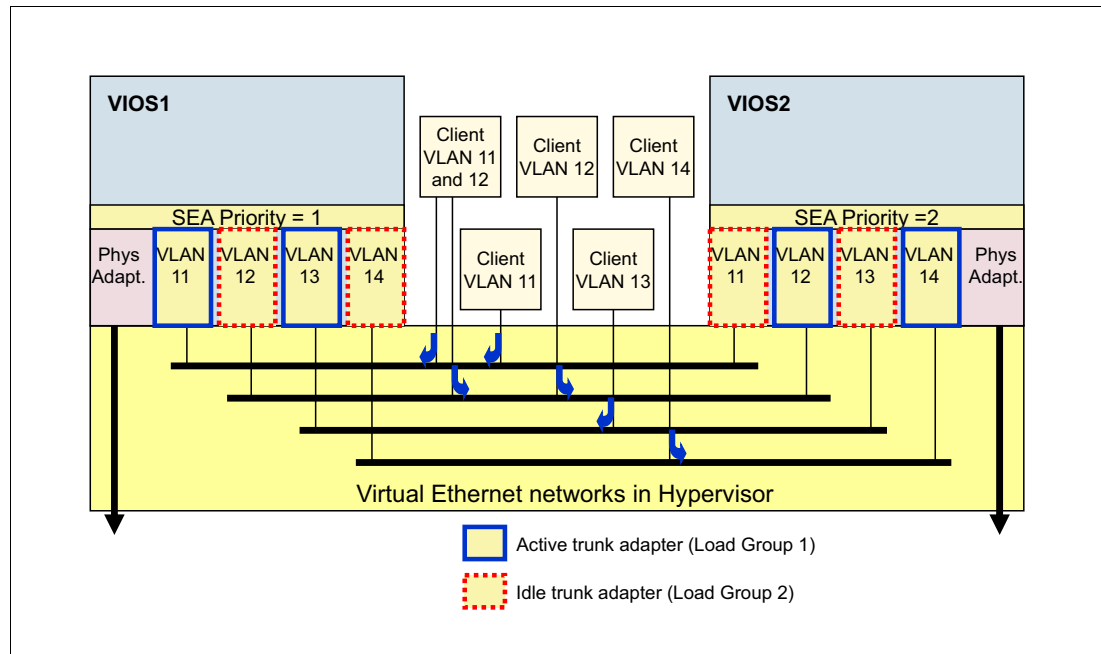 VIOS1
VIOS2
Client
VLAN 11
and 12
Client
VLAN 12
Client
VLAN 14
SEA Priority = 1
SEA Priority =2
Phys
Adapt.
VLAN
11
VLAN
12
VLAN
13
VLAN
14
Client
VLAN 11
Client
VLAN 13
VLAN
11
VLAN
12
VLAN
13
VLAN
14
Phys
Adapt.
Virtual Ethernet networks in Hypervisor
Active trunk adapter (Load Group 1)
Idle trunk adapter (Load Group 2)